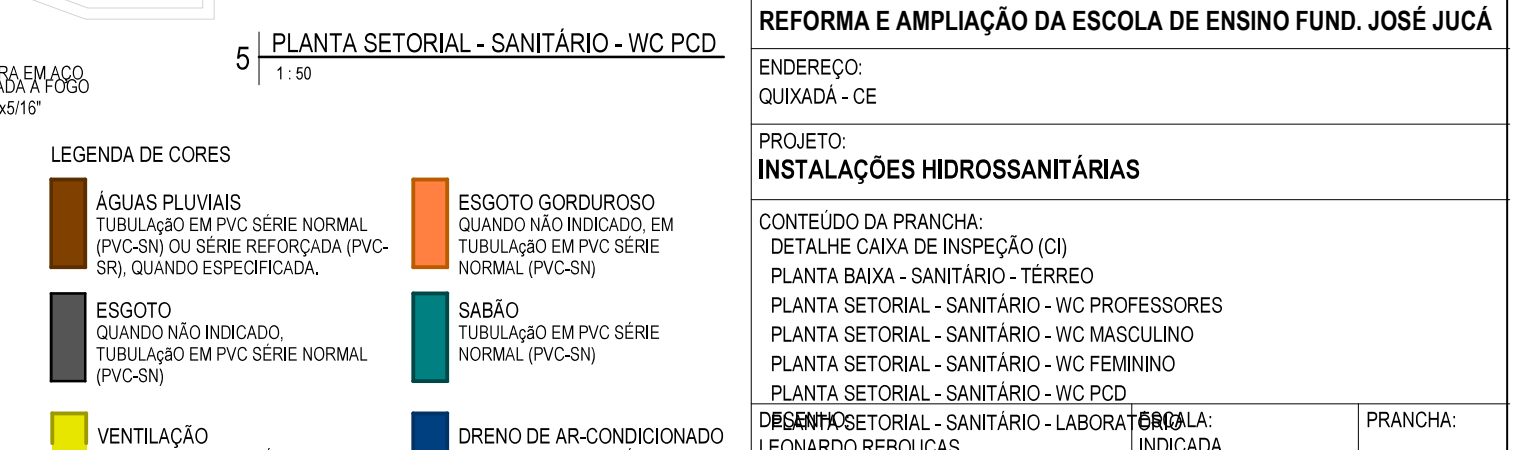 5 PLANTA SETORIAL - SANITÁRIO - WC PCD
1 : 50
RA EM AÇO
ADA A FOGO
x5/16"
LEGENDA DE CORES
ÁGUAS PLUVIAIS
TUBULAçãO EM PVC SÉRIE NORMAL
(PVC-SN) OU SÉRIE REFORÇADA (PVC-
SR), QUANDO ESPECIFICADA.
ESGOTO
QUANDO NÃO INDICADO,
TUBULAçãO EM PVC SÉRIE NORMAL
(PVC-SN)
VENTILAÇÃO
ESGOTO GORDUROSO
QUANDO NÃO INDICADO, EM
TUBULAçãO EM PVC SÉRIE
NORMAL (PVC-SN)
SABÃO
TUBULAçãO EM PVC SÉRIE
NORMAL (PVC-SN)
DRENO DE AR-CONDICIONADO
REFORMA E AMPLIAÇÃO DA ESCOLA DE ENSINO FUND. JOSÉ JUCÁ
ENDEREÇO:
QUIXADÁ - CE
PROJETO:
INSTALAÇÕES HIDROSSANITÁRIAS
CONTEÚDO DA PRANCHA:
DETALHE CAIXA DE INSPEÇÃO (CI)
PLANTA BAIXA - SANITÁRIO - TÉRREO
PLANTA SETORIAL - SANITÁRIO - WC PROFESSORES
PLANTA SETORIAL - SANITÁRIO - WC MASCULINO
PLANTA SETORIAL - SANITÁRIO - WC FEMININO
PLANTA SETORIAL - SANITÁRIO - WC PCD
PLANTA SETORIAL - SANITÁRIO - LABORATÓRIO
DESENHO:
LEONARDO REBOUÇAS
ESCALA:
INDICADA
PRANCHA: